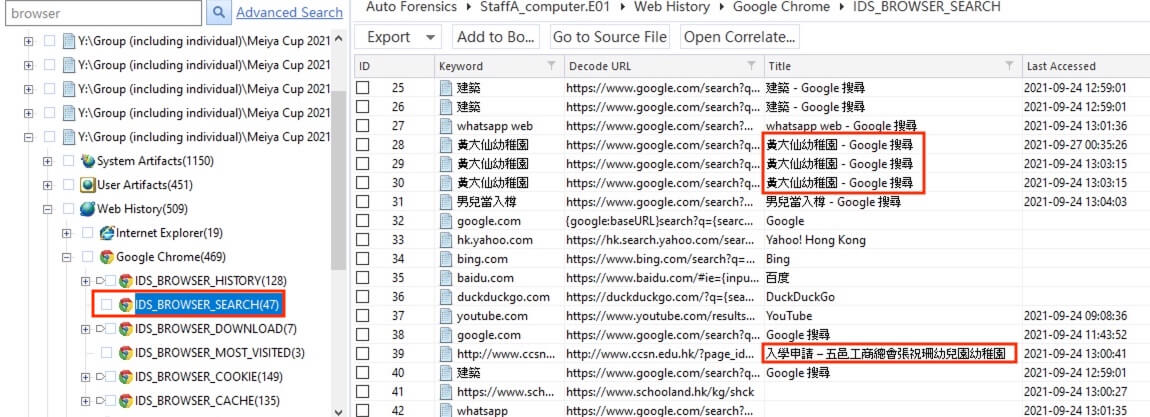 browser
Advanced Search
Auto Forensics › StaffA_computer.E01 › Web History › Google Chrome › IDS_BROWSER_SEARCH
Export Add to Bo... Go to Source File Open Correlate...
Y:\Group (including individual)\Meiya Cup 2021
Y:\Group (including individual)\Meiya Cup 2021
Y:\Group (including individual)\Meiya Cup 2021
Y:\Group (including individual)\Meiya Cup 2021
Y:\Group (including individual)\Meiya Cup 2021
System Artifacts(1150)
User Artifacts(451)
Web History(509)
Internet Explorer(19)
Google Chrome(469)
IDS_BROWSER_HISTORY(128)
IDS_BROWSER_SEARCH(47)
IDS_BROWSER_DOWNLOAD(7)
IDS_BROWSER_MOST_VISITED(3)
IDS_BROWSER_COOKIE(149)
IDS_BROWSER_CACHE(135)
ID Keyword Decode URL Title Last Accessed
25 建築 https://www.google.com/search?q... 建築 - Google 搜尋 2021-09-24 12:59:01
26 建築 https://www.google.com/search?q... 建築 - Google 搜尋 2021-09-24 12:59:01
27 whatsapp web https://www.google.com/search?... whatsapp web - Google 搜尋 2021-09-24 13:01:36
28 黃大仙幼稚園 https://www.google.com/search?... 黃大仙幼稚園 - Google 搜尋 2021-09-27 00:35:26
29 黃大仙幼稚園 https://www.google.com/search?q... 黃大仙幼稚園 - Google 搜尋 2021-09-24 13:03:15
30 黃大仙幼稚園 https://www.google.com/search?q... 黃大仙幼稚園 - Google 搜尋 2021-09-24 13:03:15
31 男兒當入樽 https://www.google.com/search?q... 男兒當入樽 - Google 搜尋 2021-09-24 13:04:03
32 google.com {google:baseURL}search?q={searc... Google
33 hk.yahoo.com https://hk.search.yahoo.com/sear... Yahoo! Hong Kong
34 bing.com https://www.bing.com/search?q=... Bing
35 baidu.com https://www.baidu.com/#ie={inpu... 百度
36 duckduckgo.com https://duckduckgo.com/?q={sea... DuckDuckGo
37 youtube.com https://www.youtube.com/results... YouTube 2021-09-24 09:08:36
38 google.com https://www.google.com/search?q... Google 搜尋 2021-09-24 11:43:52
39 http://www.ccsn... http://www.ccsn.edu.hk/?page_id... 入學申請 – 五邑工商總會張祝珊幼兒園幼稚園 2021-09-24 13:00:41
40 建築 https://www.google.com/search?q... Google 搜尋 2021-09-24 12:59:01
41 https://www.sch... https://www.schooland.hk/kg/shck 2021-09-24 13:00:27
42 whatsapp https://www.google.com/search?q... 2021-09-24 13:01:35